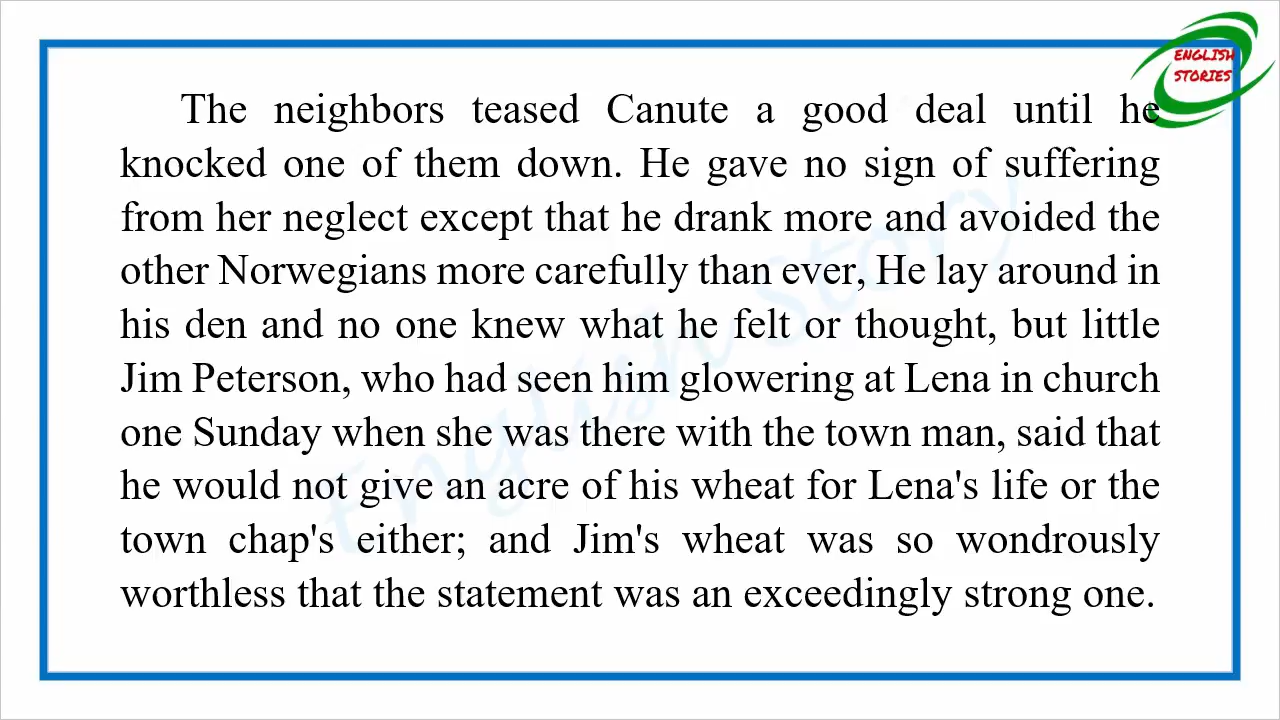 ENGLISH
STORIES
The neighbors teased Canute a good deal until he
knocked one of them down. He gave no sign of suffering
from her neglect except that he drank more and avoided the
other Norwegians more carefully than ever, He lay around in
his den and no one knew what he felt or thought, but little
Jim Peterson, who had seen him glowering at Lena in church
one Sunday when she was there with the town man, said that
he would not give an acre of his wheat for Lena's life or the
town chap's either; and Jim's wheat was so wondrously
worthless that the statement was an exceedingly strong one.
English Story